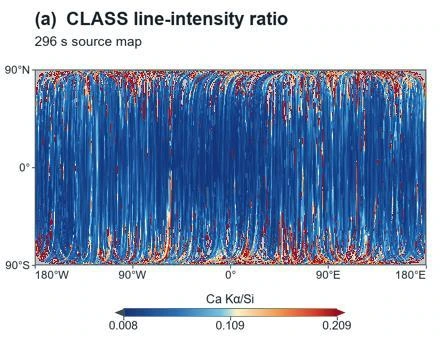 (a) CLASS line-intensity ratio
296 s source map
90°N
0°
90°S
180°W 90°W 0° 90°E 180°E
Ca Kα/Si
0.008 0.109 0.209